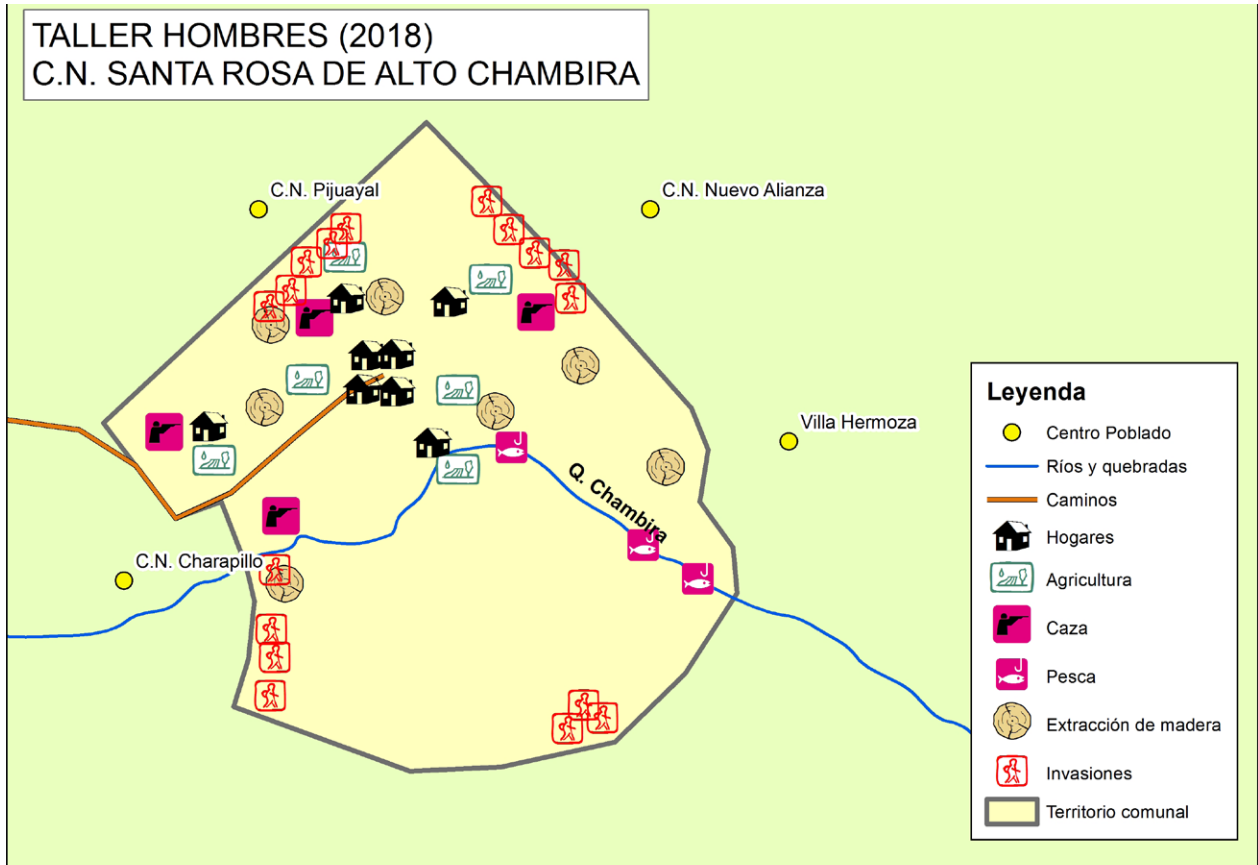 TALLER HOMBRES (2018)
C.N. SANTA ROSA DE ALTO CHAMBIRA
C.N. Pijuayal
C.N. Nuevo Alianza
Villa Hermoza
Q. Chambira
C.N. Charapillo
Leyenda
Centro Poblado
Ríos y quebradas
Caminos
Hogares
Agricultura
Caza
Pesca
Extracción de madera
Invasiones
Territorio comunal